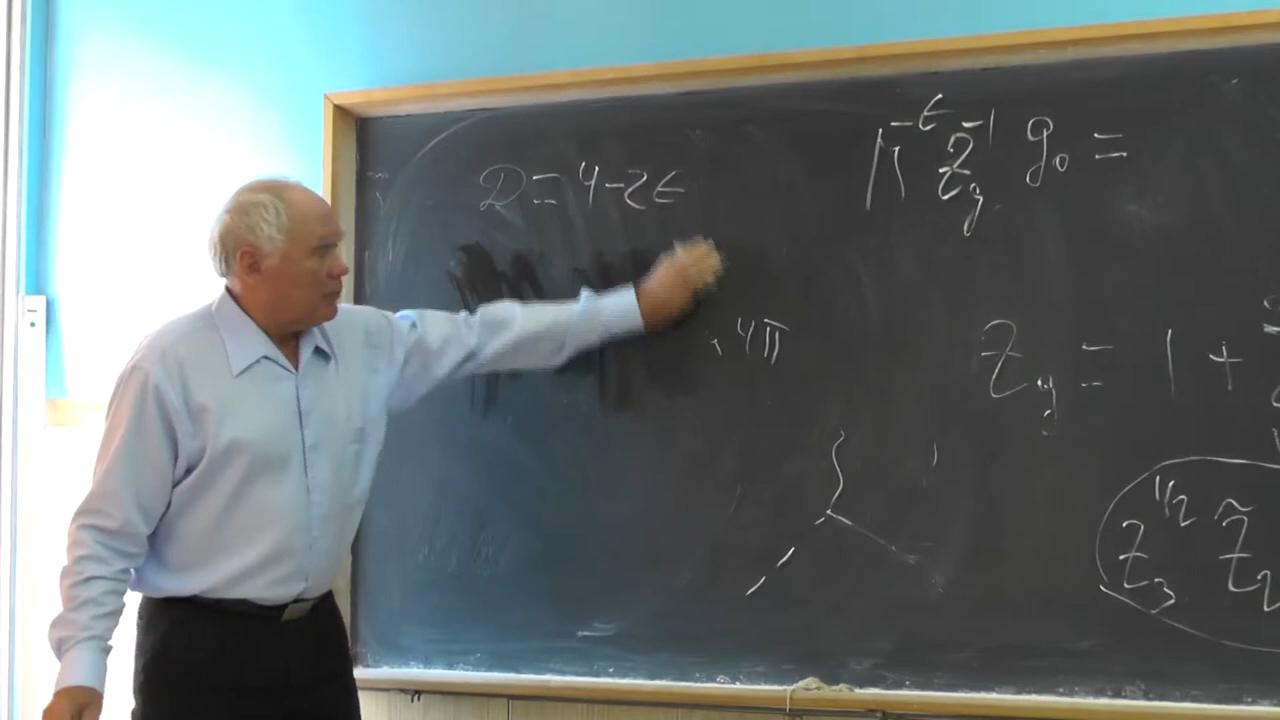 D = 4 - 2ϵ
μ^{-ϵ} Z_g^{-1} g_0 =
4π
Z_g = 1 +
Z_3^{1/2} Z̃_2